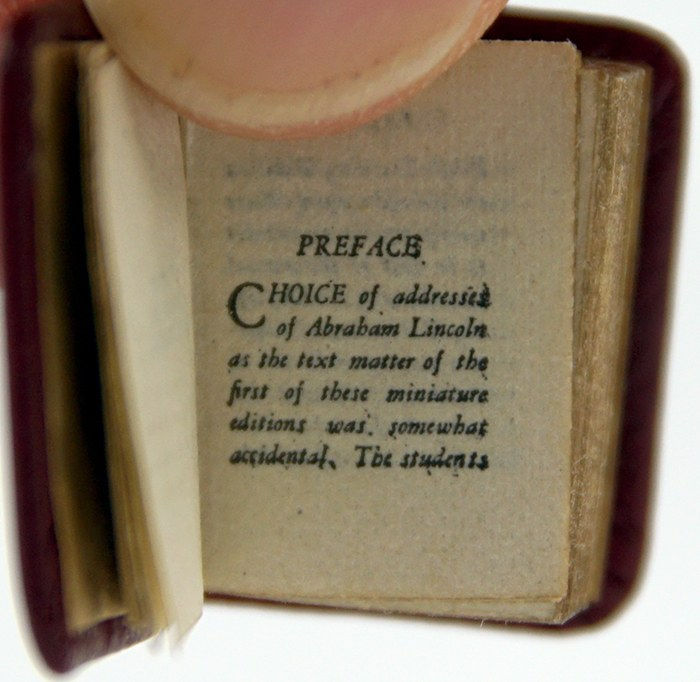 PREFACE
CHOICE of addresses
of Abraham Lincoln
as the text matter of the
first of these miniature
editions was somewhat
accidental. The students